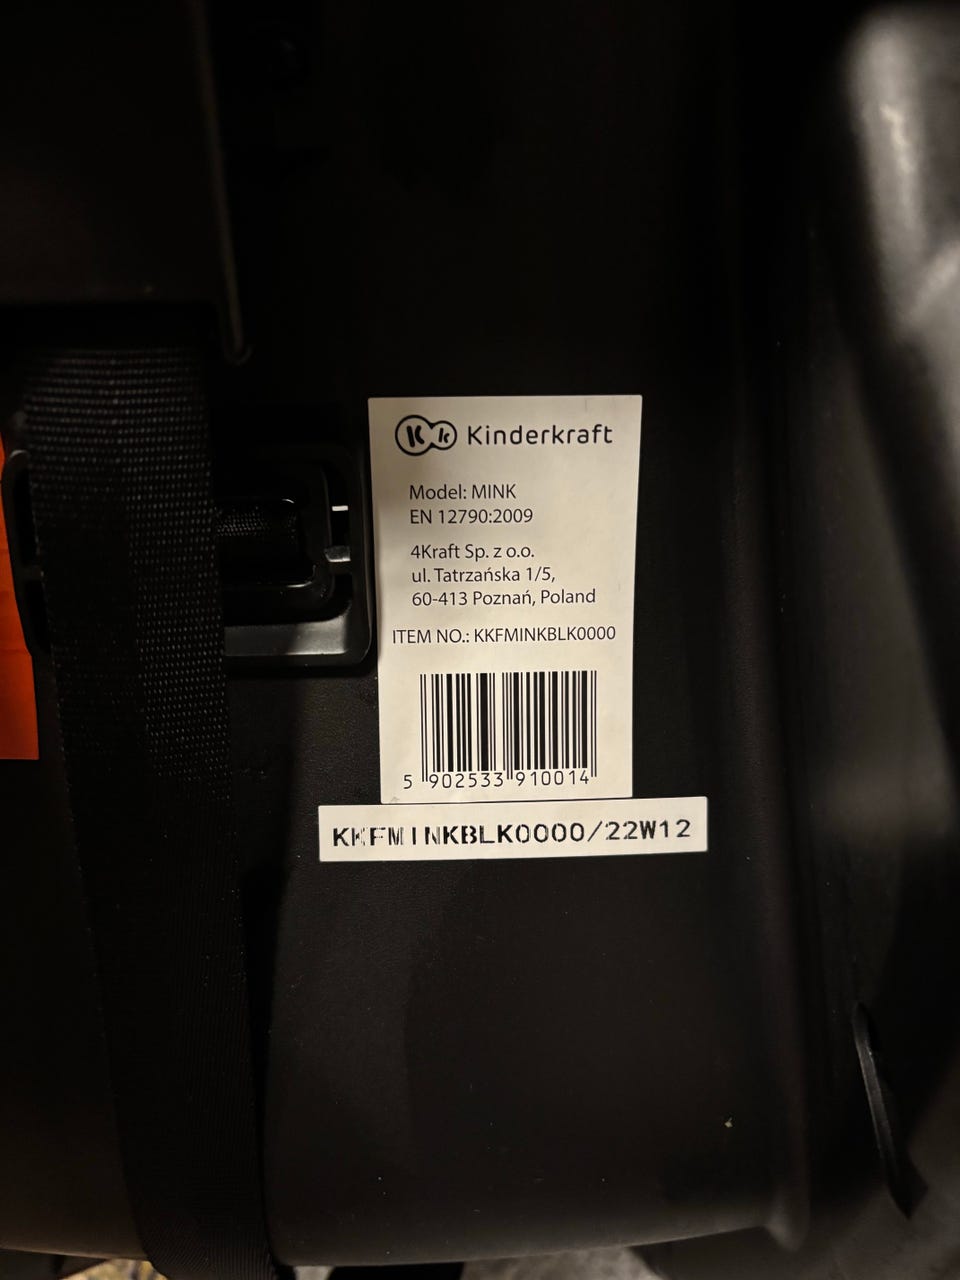 Kk Kinderkraft
Model: MINK
EN 12790:2009
4Kraft Sp. z o.o.
ul. Tatrzańska 1/5,
60-413 Poznań, Poland
ITEM NO.: KKFMINKBLK0000
5 902533 910014
KKFMINKBLK0000/22W12